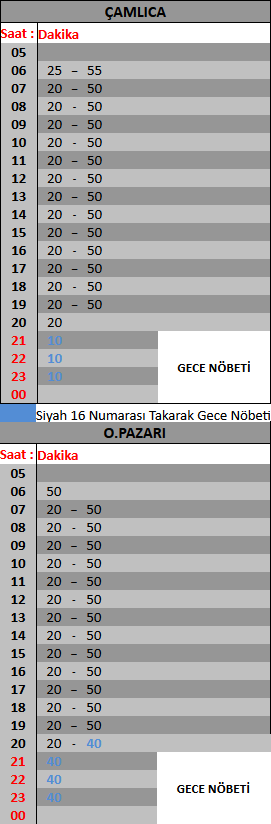 ÇAMLICA
Saat : Dakika
05
06 25 – 55
07 20 – 50
08 20 - 50
09 20 – 50
10 20 - 50
11 20 – 50
12 20 - 50
13 20 – 50
14 20 - 50
15 20 – 50
16 20 - 50
17 20 – 50
18 20 - 50
19 20 – 50
20 20
21 10
22 10
23 10
00
GECE NÖBETİ
Siyah 16 Numarası Takarak Gece Nöbeti
O.PAZARI
Saat : Dakika
05
06 50
07 20 – 50
08 20 - 50
09 20 – 50
10 20 - 50
11 20 – 50
12 20 - 50
13 20 – 50
14 20 - 50
15 20 – 50
16 20 - 50
17 20 – 50
18 20 - 50
19 20 – 50
20 20 - 40
21 40
22 40
23 40
00
GECE NÖBETİ